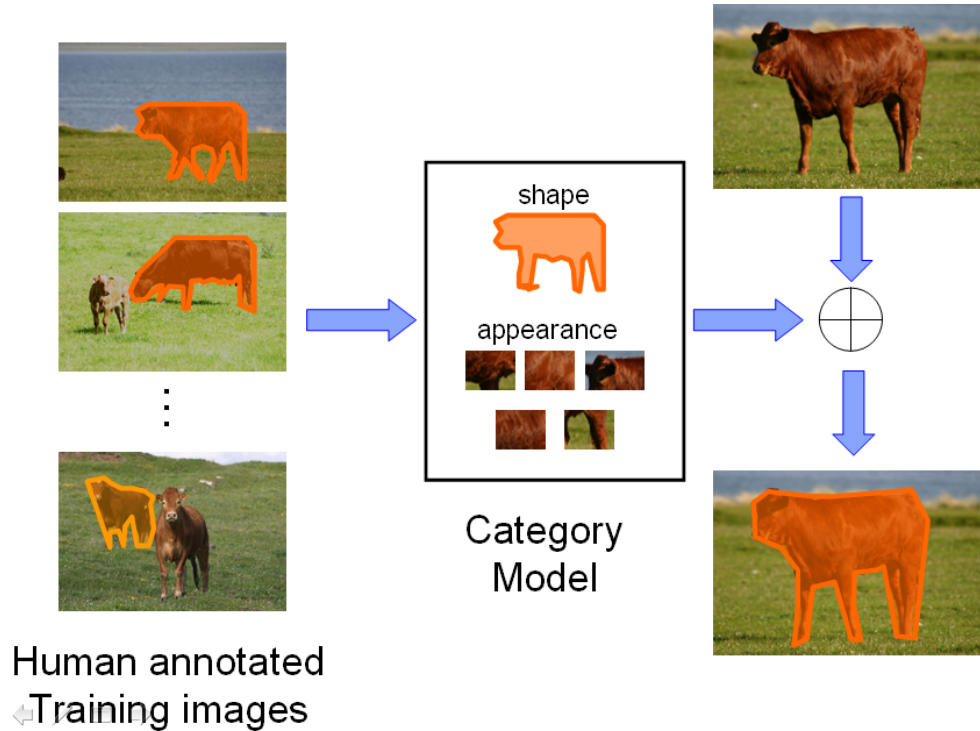 shape
appearance
Category
Model
Human annotated
Training images